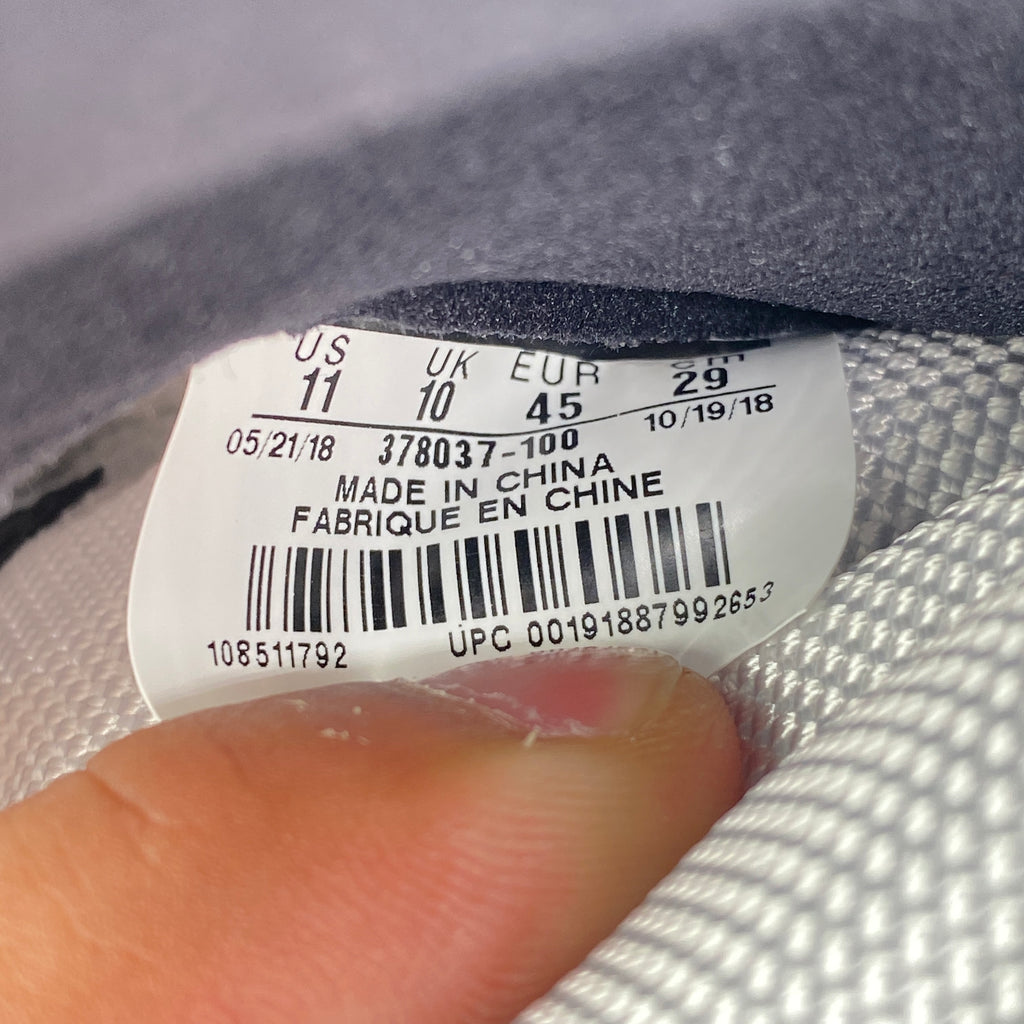 US UK EUR cm
11 10 45 29
05/21/18 378037-100 10/19/18
MADE IN CHINA
FABRIQUE EN CHINE
108511792 UPC 00191887992653